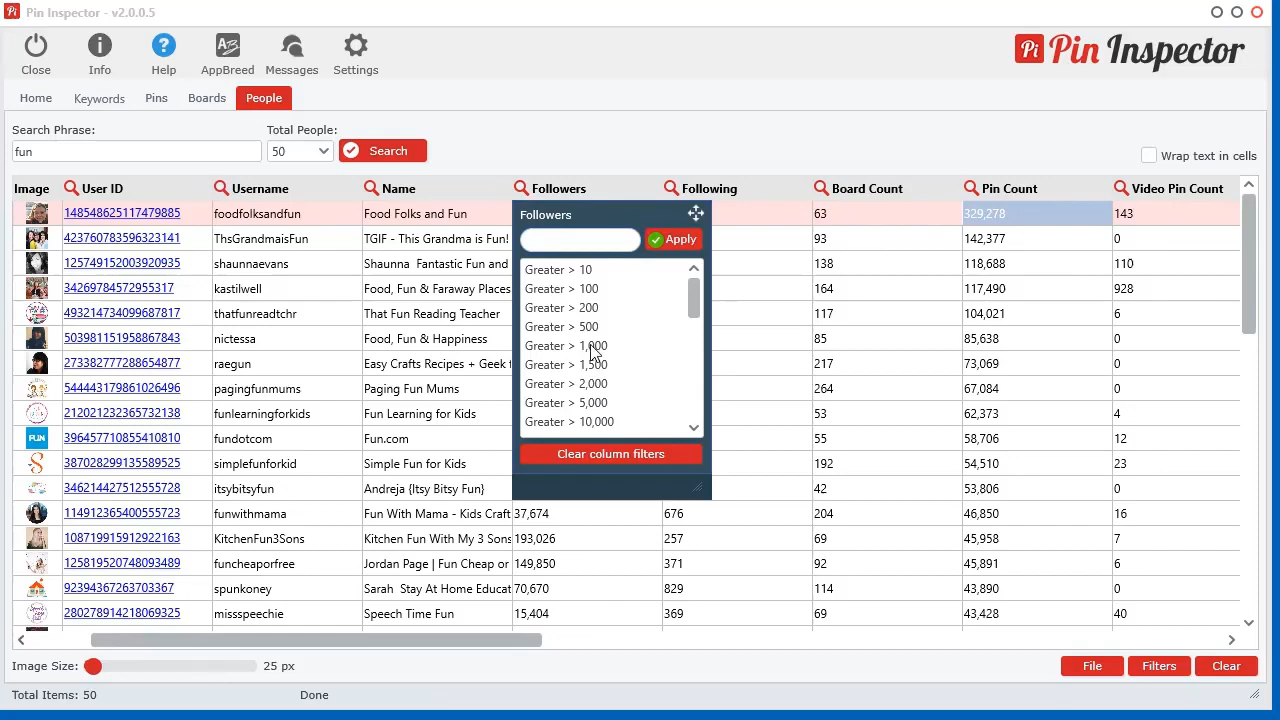 Pin Inspector - v2.0.0.5
Close Info Help AppBreed Messages Settings
Pin Inspector
Home Keywords Pins Boards People
Search Phrase: Total People:
fun 50 Search
Wrap text in cells
Image User ID Username Name Followers Following Board Count Pin Count Video Pin Count
148548625117479885 foodfolksandfun Food Folks and Fun 63 329,278 143
423760783596323141 ThsGrandmaisFun TGIF - This Grandma is Fun! 93 142,377 0
125749152003920935 shaunnaevans Shaunna Fantastic Fun and 138 118,688 110
34269784572955317 kastilwell Food, Fun & Faraway Places 164 117,490 928
493214734099687817 thatfunreadtchr That Fun Reading Teacher 117 104,021 6
503981151958867843 nictessa Food, Fun & Happiness 85 85,638 0
273382777288654877 raegun Easy Crafts Recipes + Geek 217 73,069 0
544443179861026496 pagingfunmums Paging Fun Mums 264 67,084 0
212021232365732138 funlearningforkids Fun Learning for Kids 53 62,373 4
396457710855410810 fundotcom Fun.com 55 58,706 12
387028299135589525 simplefunforkid Simple Fun for Kids 192 54,510 23
346214427512555728 itsybitsyfun Andreja {Itsy Bitsy Fun} 42 53,806 0
114912365400555723 funwithmama Fun With Mama - Kids Craft 37,674 676 204 46,850 16
108719915912922163 KitchenFun3Sons Kitchen Fun With My 3 Sons 193,026 257 69 45,958 7
125819520748093489 funcheaporfree Jordan Page | Fun Cheap or 149,850 371 92 45,891 6
92394367263703367 spunkoney Sarah Stay At Home Educat 70,670 829 114 43,890 0
280278914218069325 missspeechie Speech Time Fun 15,404 369 69 43,428 40
Followers
Apply
Greater > 10
Greater > 100
Greater > 200
Greater > 500
Greater > 1,000
Greater > 1,500
Greater > 2,000
Greater > 5,000
Greater > 10,000
Clear column filters
Image Size: 25 px
File Filters Clear
Total Items: 50 Done